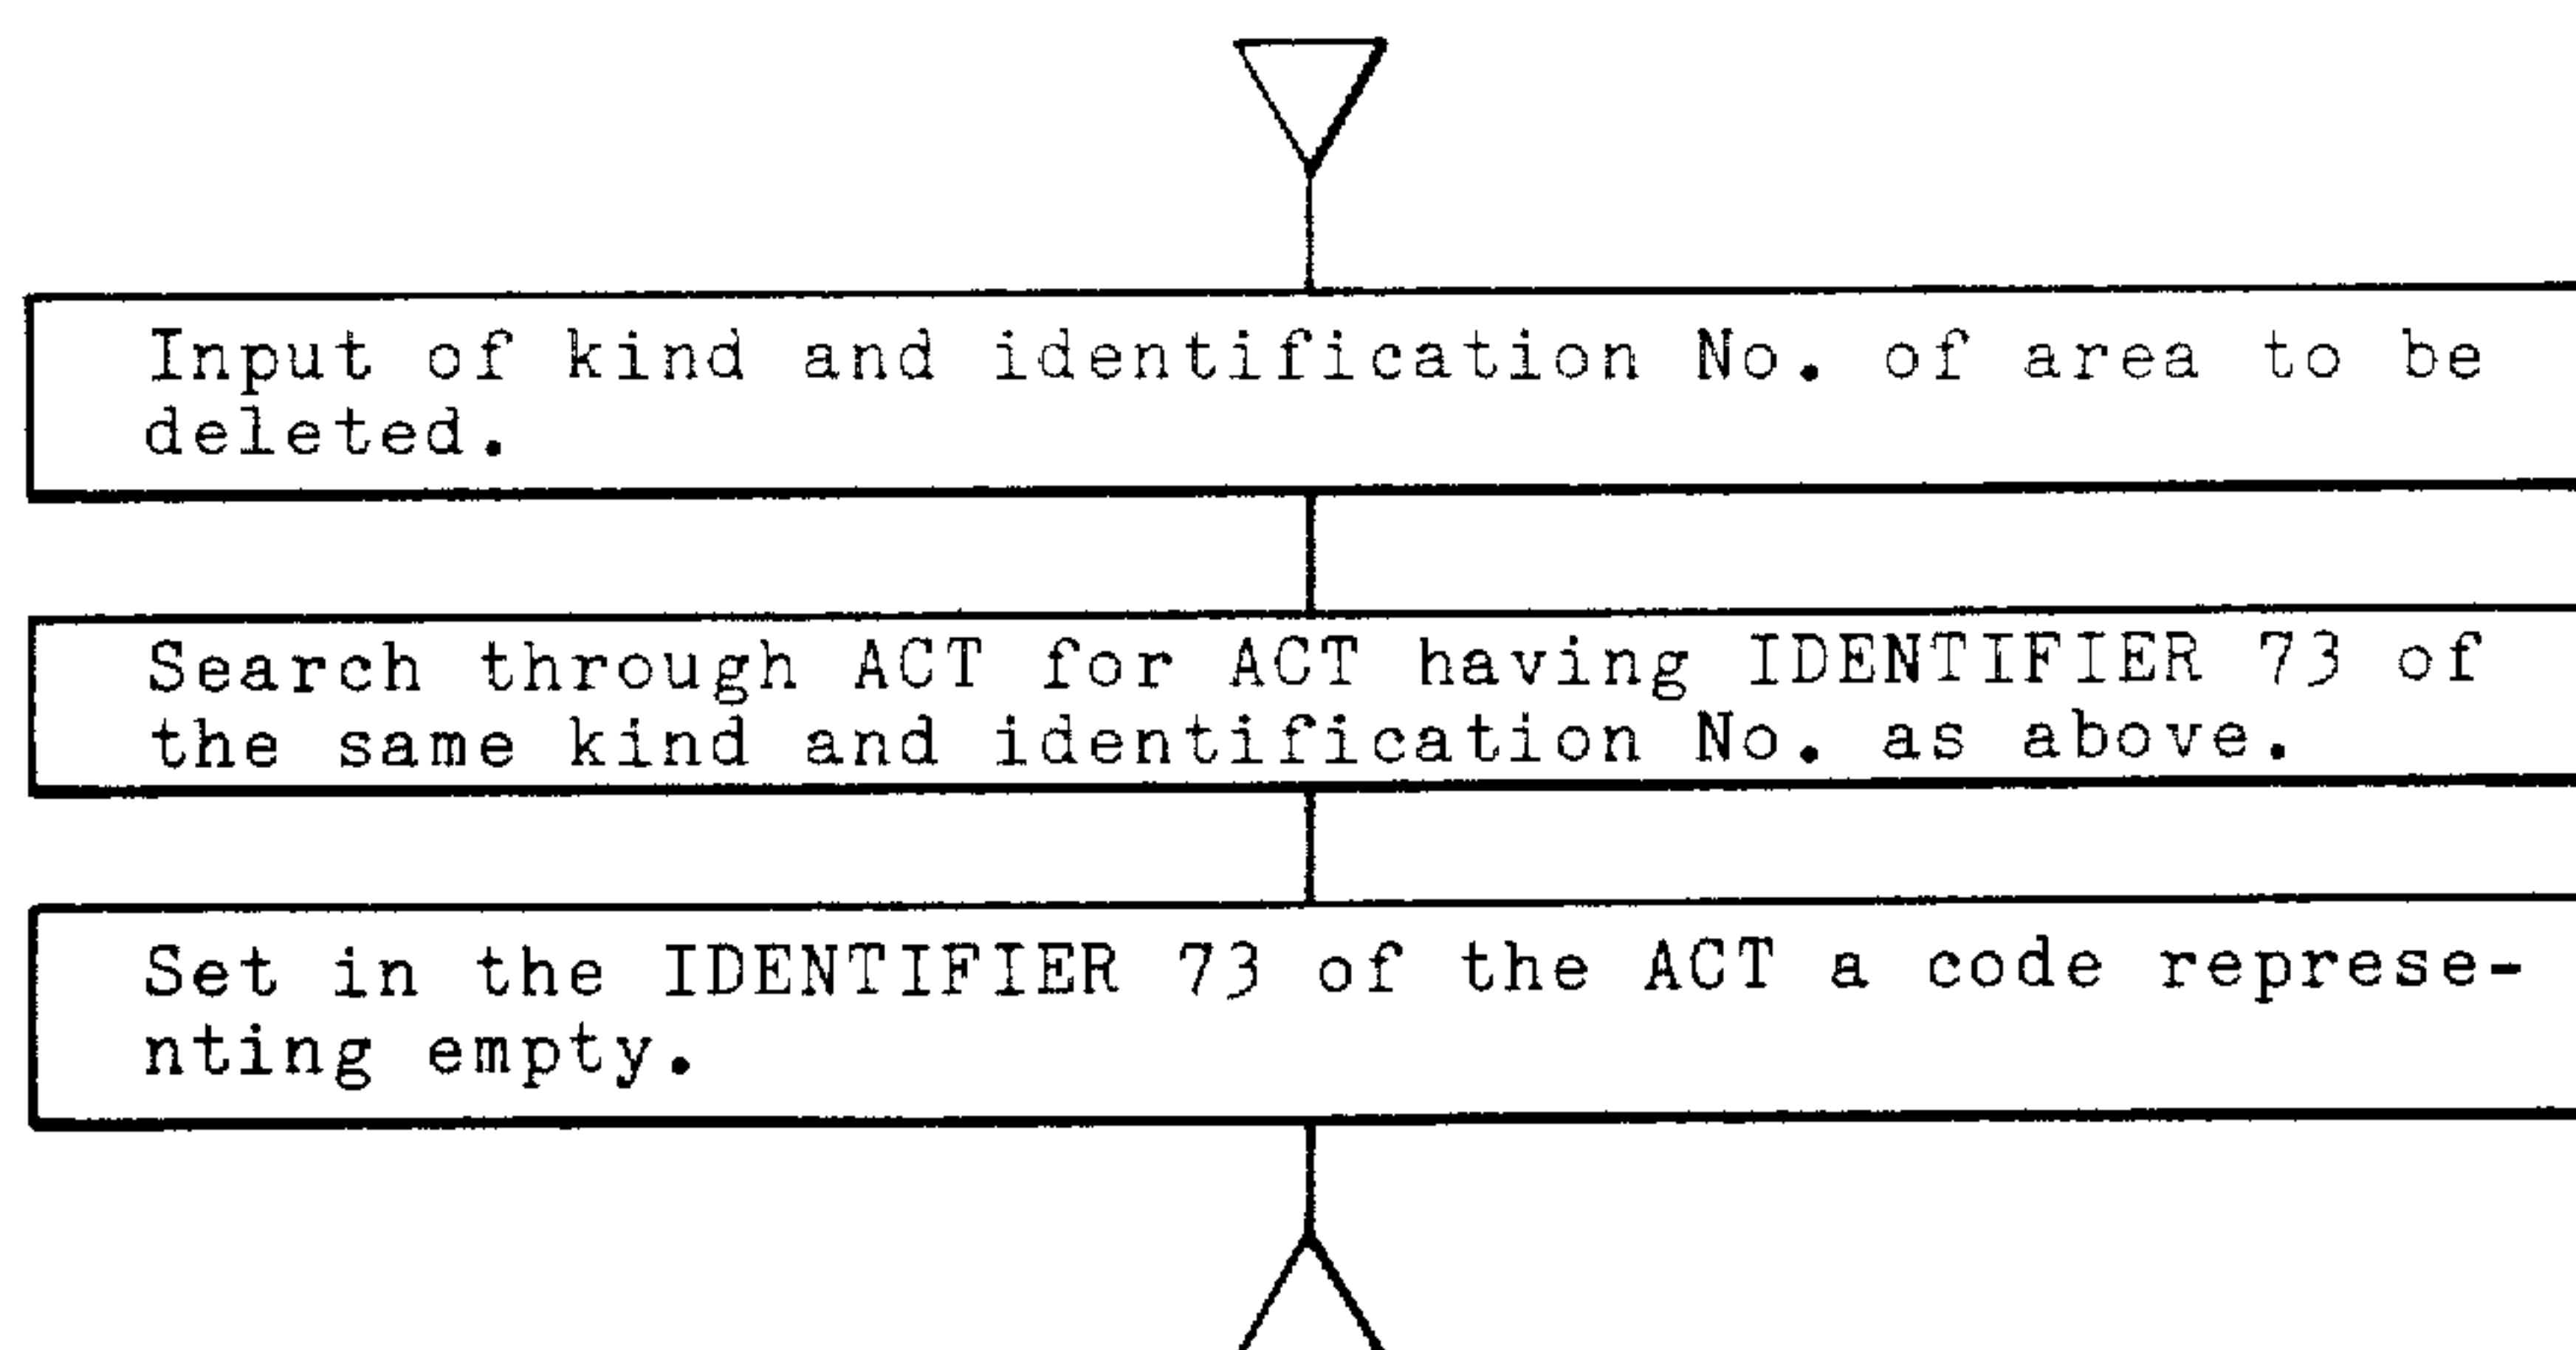 Input of kind and identification No. of area to be
deleted.
Search through ACT for ACT having IDENTIFIER 73 of
the same kind and identification No. as above.
Set in the IDENTIFIER 73 of the ACT a code represe-
nting empty.